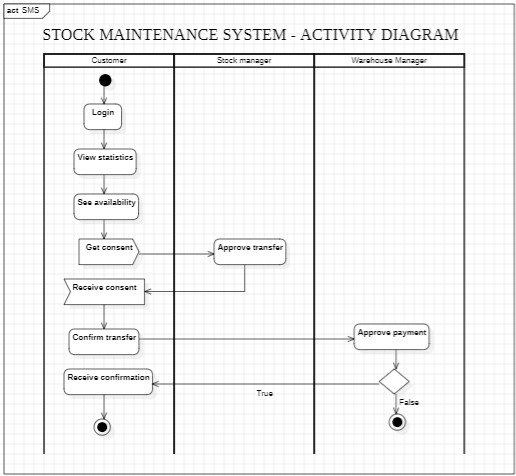 act SMS
STOCK MAINTENANCE SYSTEM - ACTIVITY DIAGRAM
Customer
Stock manager
Warehouse Manager
Login
View statistics
See availability
Get consent
Approve transfer
Receive consent
Confirm transfer
Approve payment
Receive confirmation
True
False